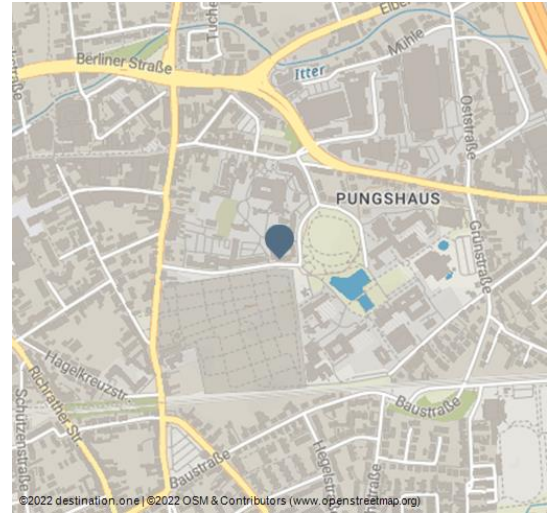 Berliner Straße
Itter
Mühle
Oststraße
PUNGSHAUS
Grünstraße
Hagelkreuzstr.
Richrather Str
Schützenstraße
Baustraße
Baustraße
Hegelstr
©2022 destination.one | ©2022 OSM & Contributors (www.openstreetmap.org)